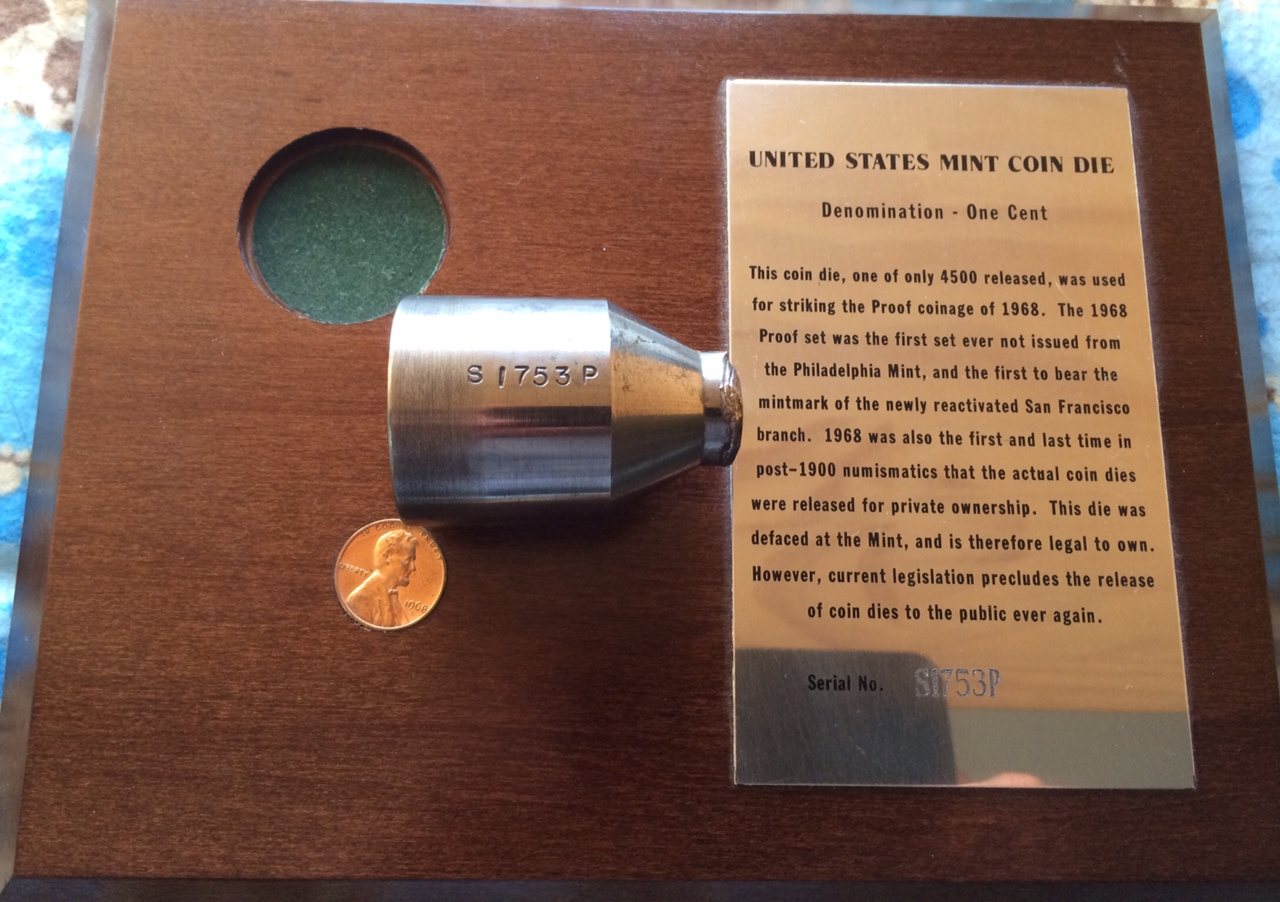 UNITED STATES MINT COIN DIE
Denomination - One Cent
This coin die, one of only 4500 released, was used
for striking the Proof coinage of 1968. The 1968
Proof set was the first set ever not issued from
the Philadelphia Mint, and the first to bear the
mintmark of the newly reactivated San Francisco
branch. 1968 was also the first and last time in
post-1900 numismatics that the actual coin dies
were released for private ownership. This die was
defaced at the Mint, and is therefore legal to own.
However, current legislation precludes the release
of coin dies to the public ever again.
Serial No. S1753P
S 1753 P
LIBERTY
1968